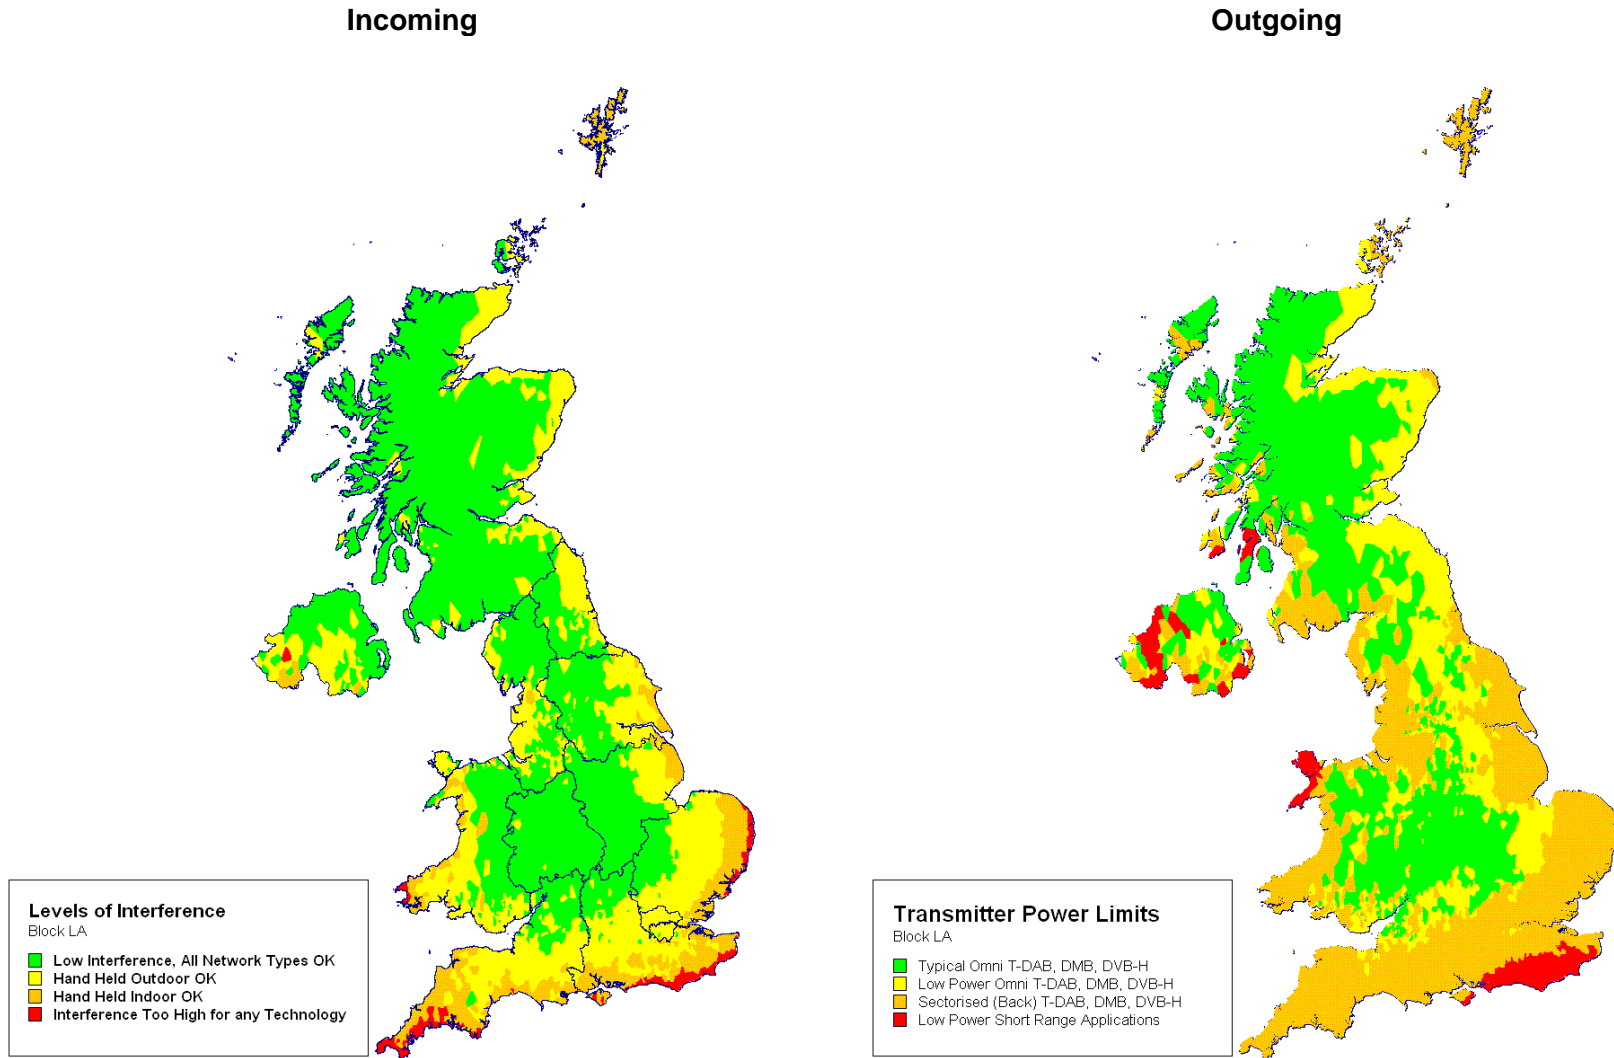 Incoming
Outgoing
Levels of Interference
Block LA
Low Interference, All Network Types OK
Hand Held Outdoor OK
Hand Held Indoor OK
Interference Too High for any Technology
Transmitter Power Limits
Block LA
Typical Omni T-DAB, DMB, DVB-H
Low Power Omni T-DAB, DMB, DVB-H
Sectorised (Back) T-DAB, DMB, DVB-H
Low Power Short Range Applications